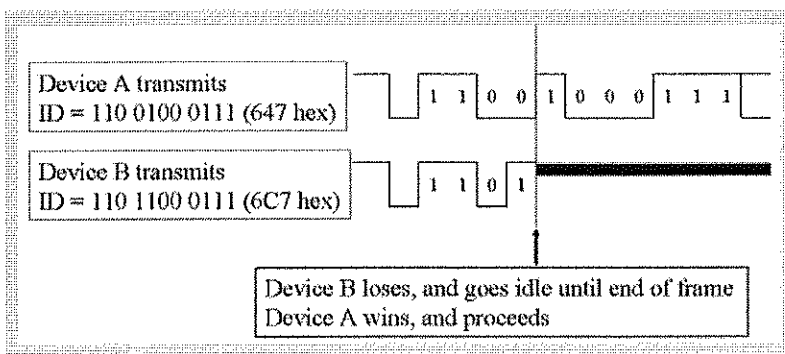 Device A transmits
ID = 110 0100 0111 (647 hex)
1 1 0 0 1 0 0 0 1 1 1
Device B transmits
ID = 110 1100 0111 (6C7 hex)
1 1 0 1
Device B loses, and goes idle until end of frame
Device A wins, and proceeds